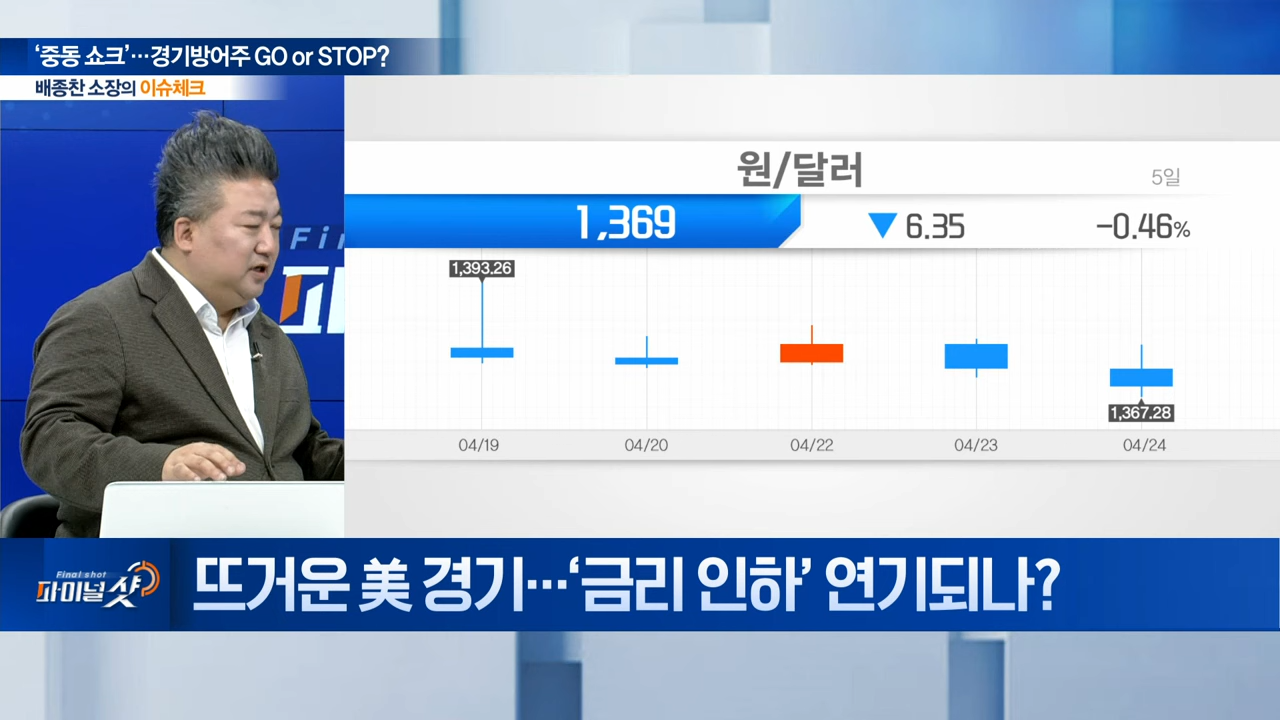 ‘중동 쇼크’…경기방어주 GO or STOP?
배종찬 소장의 이슈체크
Fin
파
원/달러
5일
1,369 ▼ 6.35 -0.46%
1,393.26
1,367.28
04/19 04/20 04/22 04/23 04/24
Final shot
파이널 샷
뜨거운 美 경기…‘금리 인하’ 연기되나?